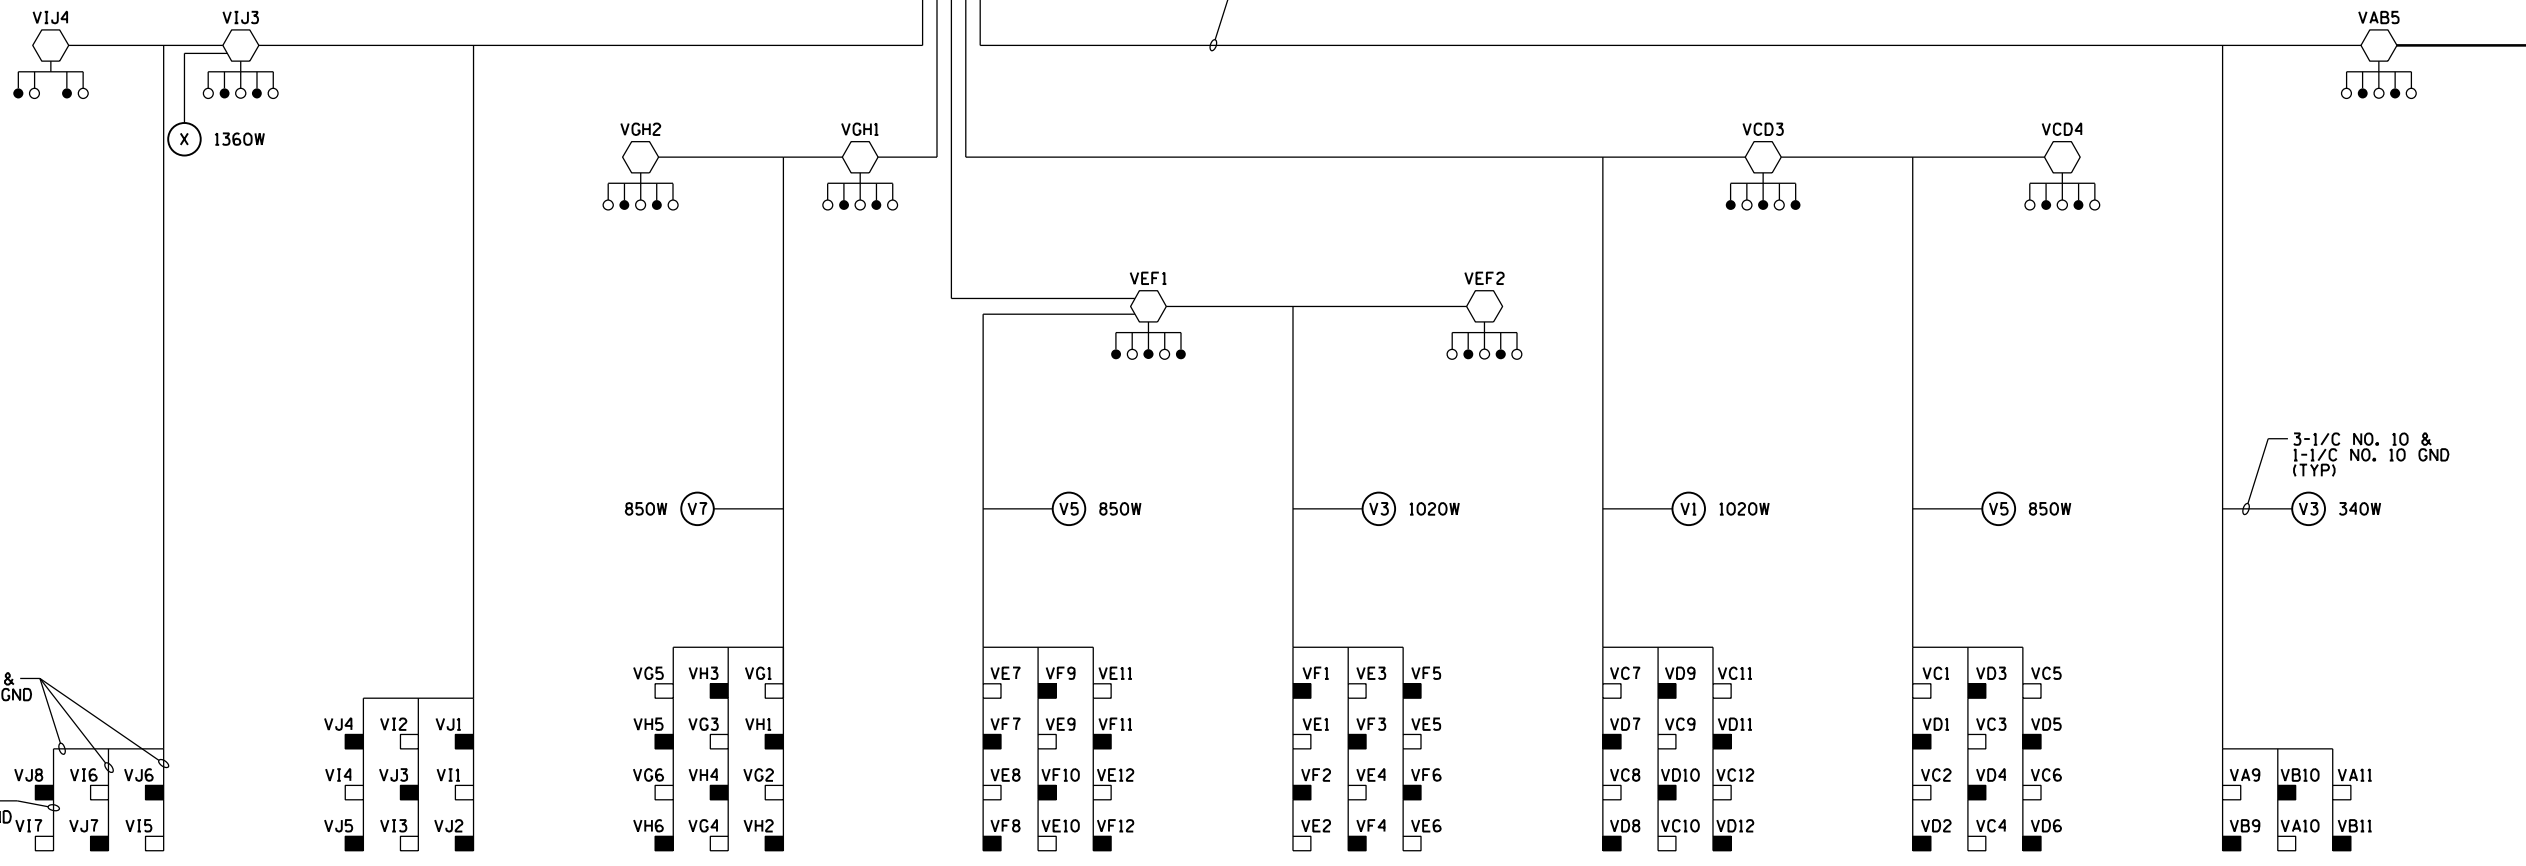 VIJ4
VIJ3
VAB5
X 1360W
VGH2
VGH1
VCD3
VCD4
VEF1
VEF2
3-1/C NO. 10 &
1-1/C NO. 10 GND
(TYP)
850W V7
V5 850W
V3 1020W
V1 1020W
V5 850W
V3 340W
&
GND
VG5 VH3 VG1
VH5 VG3 VH1
VG6 VH4 VG2
VH6 VG4 VH2
VE7 VF9 VE11
VF7 VE9 VF11
VE8 VF10 VE12
VF8 VE10 VF12
VF1 VE3 VF5
VE1 VF3 VE5
VF2 VE4 VF6
VE2 VF4 VE6
VC7 VD9 VC11
VD7 VC9 VD11
VC8 VD10 VC12
VD8 VC10 VD12
VC1 VD3 VC5
VD1 VC3 VD5
VC2 VD4 VC6
VD2 VC4 VD6
VJ4 VI2 VJ1
VI4 VJ3 VI1
VJ5 VI3 VJ2
VJ8 VI6 VJ6
VI7 VJ7 VI5
VA9 VB10 VA11
VB9 VA10 VB11